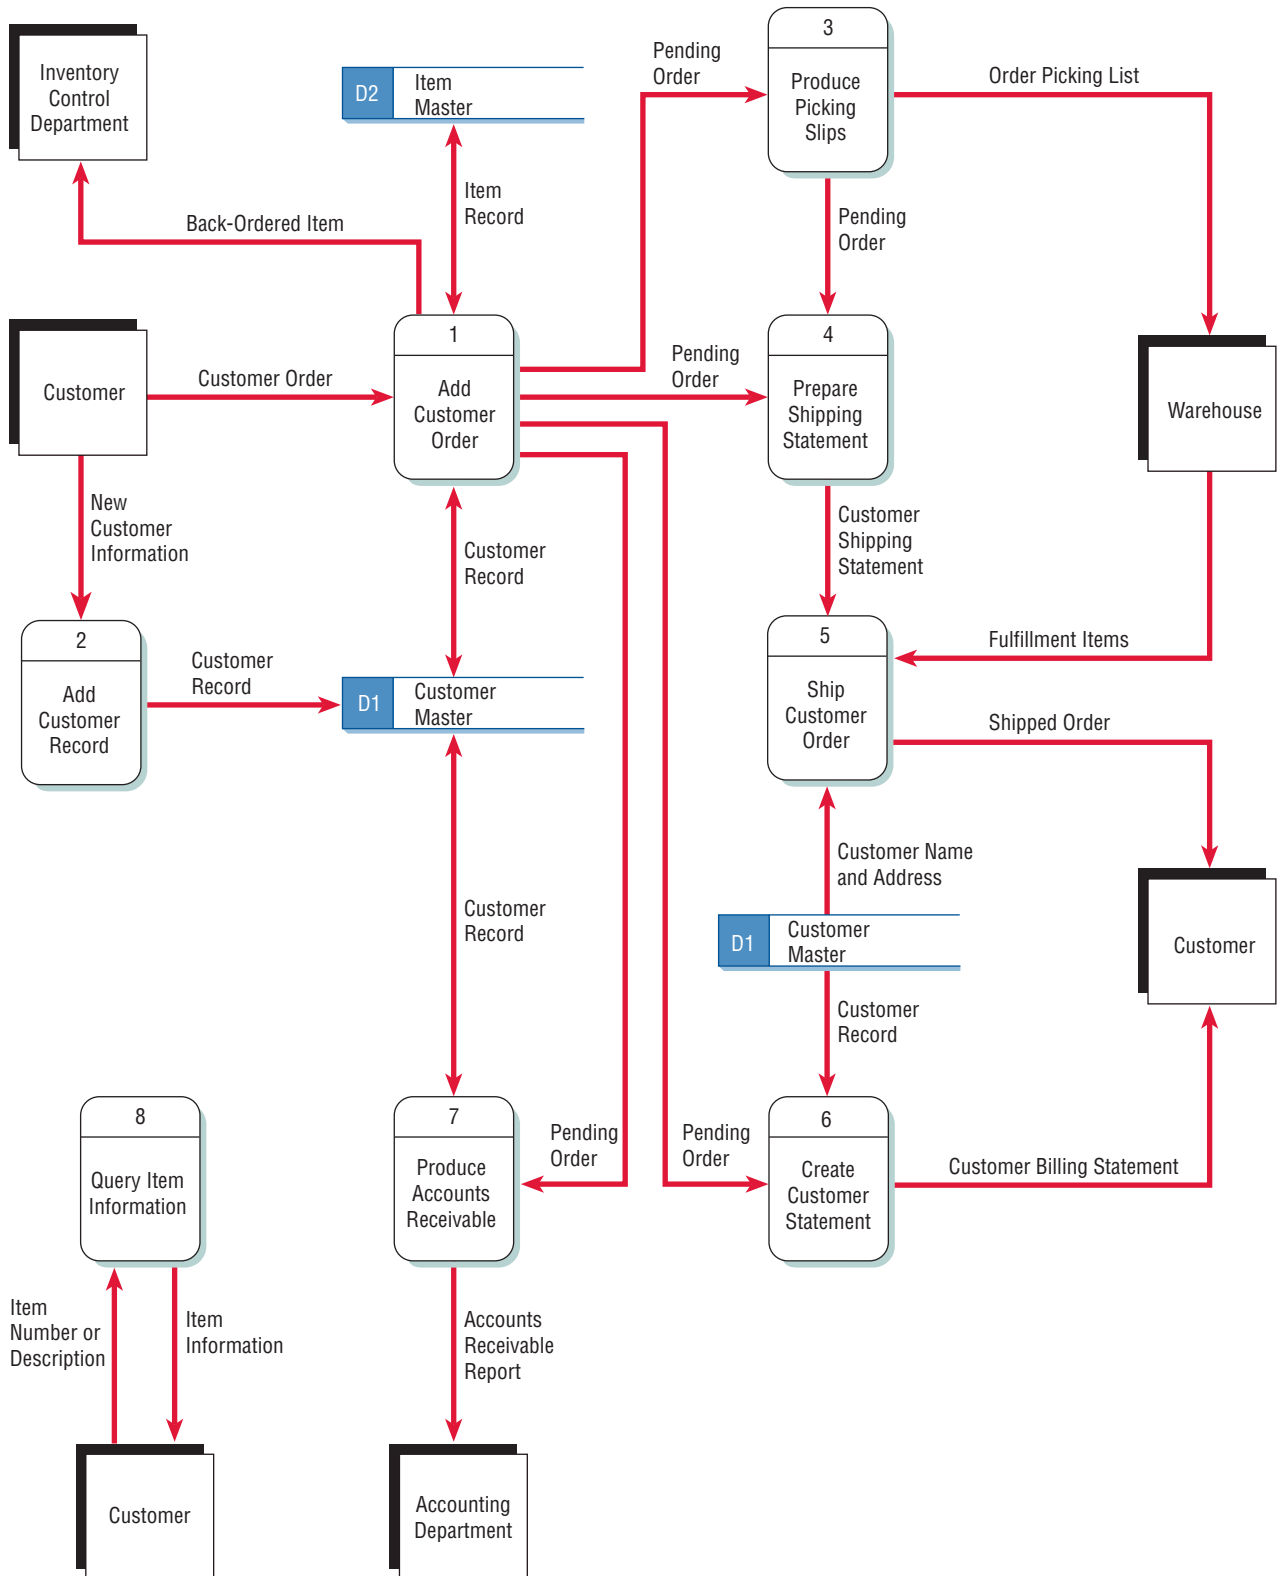 Inventory
Control
Department
D2
Item
Master
Pending
Order
3
Produce
Picking
Slips
Order Picking List
Back-Ordered Item
Item
Record
Pending
Order
Customer
Customer Order
1
Add
Customer
Order
Pending
Order
4
Prepare
Shipping
Statement
Warehouse
New
Customer
Information
Customer
Record
Customer
Shipping
Statement
2
Add
Customer
Record
Customer
Record
D1
Customer
Master
5
Ship
Customer
Order
Fulfillment Items
Shipped Order
Customer Name
and Address
Customer
Record
D1
Customer
Master
Customer
Customer
Record
8
Query Item
Information
7
Produce
Accounts
Receivable
Pending
Order
Pending
Order
6
Create
Customer
Statement
Customer Billing Statement
Item
Number or
Description
Item
Information
Accounts
Receivable
Report
Customer
Accounting
Department